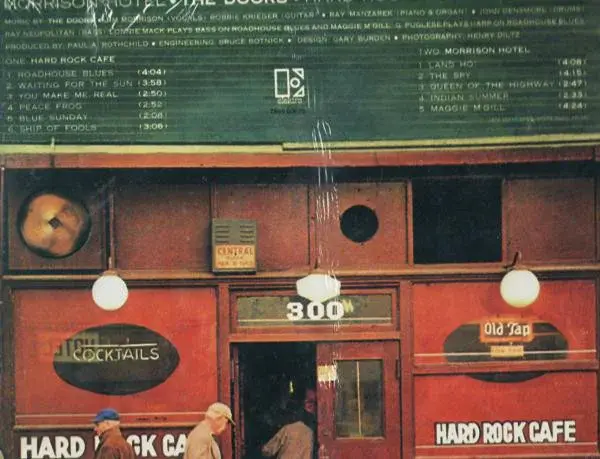 MORRISON HOTEL • THE DOORS •
MUSIC BY THE DOORS: JIM MORRISON (VOCALS) • ROBBIE KRIEGER (GUITAR) • RAY MANZAREK (PIANO & ORGAN) • JOHN DENSMORE (DRUMS)
RAY NEOPOLITAN (BASS) LONNIE MACK PLAYS BASS ON ROADHOUSE BLUES AND MAGGIE M'GILL • G. PUGLESE PLAYS HARP ON ROADHOUSE BLUES
PRODUCED BY: PAUL A. ROTHCHILD • ENGINEERING: BRUCE BOTNICK • DESIGN: GARY BURDEN • PHOTOGRAPHY: HENRY DILTZ
ONE: HARD ROCK CAFE
1 ROADHOUSE BLUES (4:04)
2 WAITING FOR THE SUN (3:58)
3 YOU MAKE ME REAL (2:50)
4 PEACE FROG (2:52)
5 BLUE SUNDAY (2:08)
6 SHIP OF FOOLS (3:06)
elektra
TWO: MORRISON HOTEL
1 LAND HO! (4:08)
2 THE SPY (4:15)
3 QUEEN OF THE HIGHWAY (2:47)
4 INDIAN SUMMER (2:33)
5 MAGGIE M'GILL (4:24)
CENTRAL
300
COCKTAILS
Old Tap
HARD ROCK CA
HARD ROCK CAFE